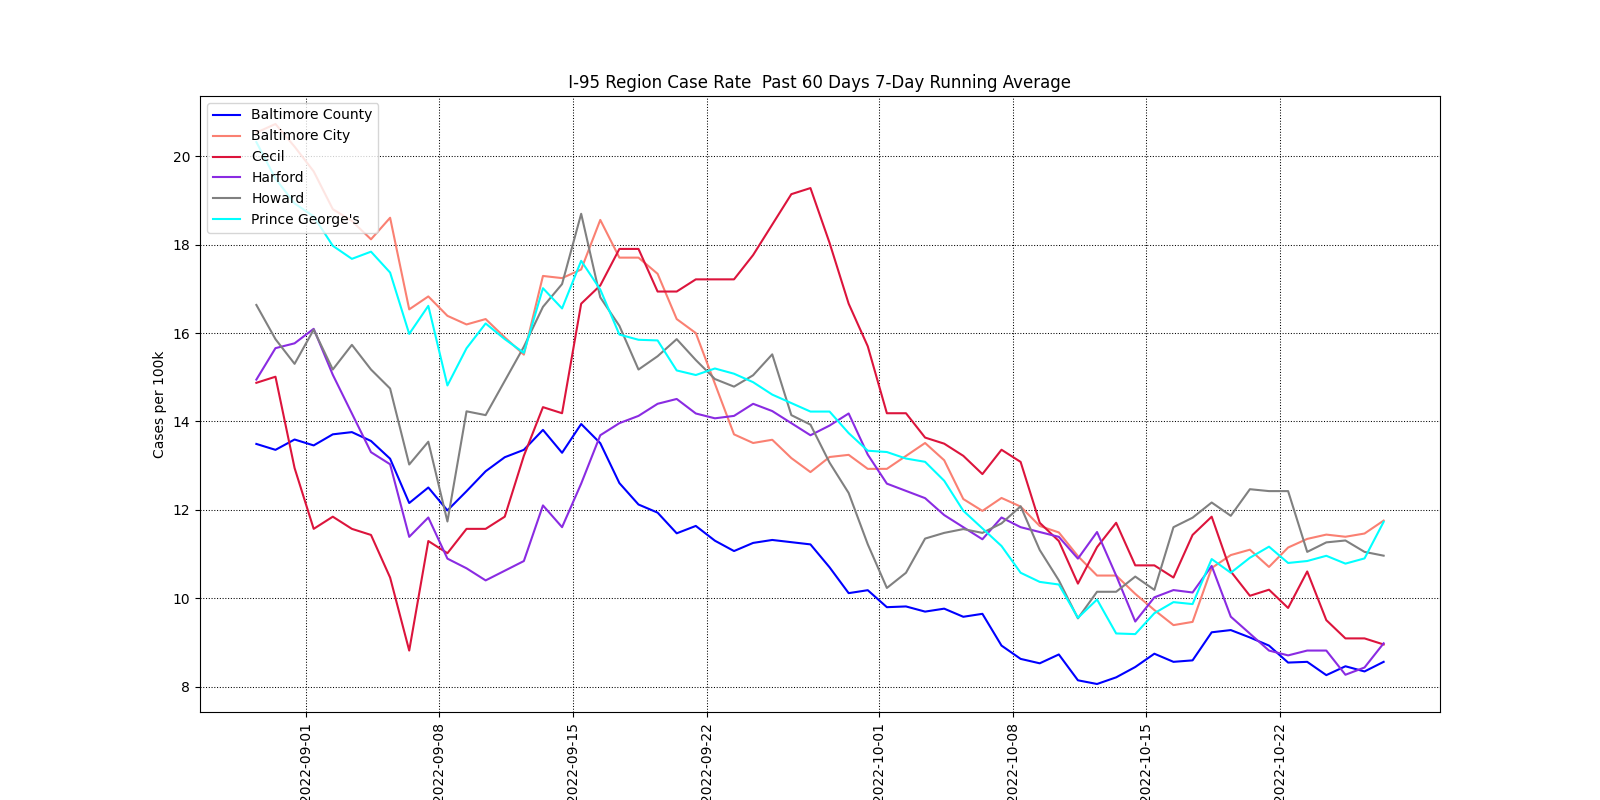 I-95 Region Case Rate  Past 60 Days 7-Day Running Average
Baltimore County
Baltimore City
Cecil
Harford
Howard
Prince George's
Cases per 100k
20
18
16
14
12
10
8
2022-09-01
2022-09-08
2022-09-15
2022-09-22
2022-10-01
2022-10-08
2022-10-15
2022-10-22